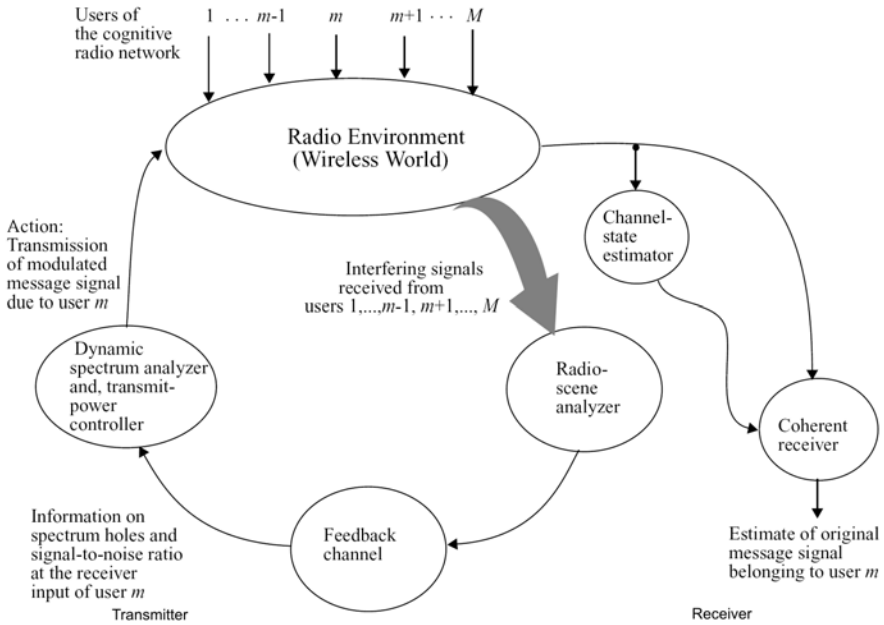 Users of
the cognitive
radio network
1 . . . m-1 m m+1 · · · M
Radio Environment
(Wireless World)
Action:
Transmission
of modulated
message signal
due to user m
Channel-
state
estimator
Interfering signals
received from
users 1,...,m-1, m+1,..., M
Dynamic
spectrum analyzer
and, transmit-
power
controller
Radio-
scene
analyzer
Coherent
receiver
Information on
spectrum holes and
signal-to-noise ratio
at the receiver
input of user m
Feedback
channel
Estimate of original
message signal
belonging to user m
Transmitter
Receiver